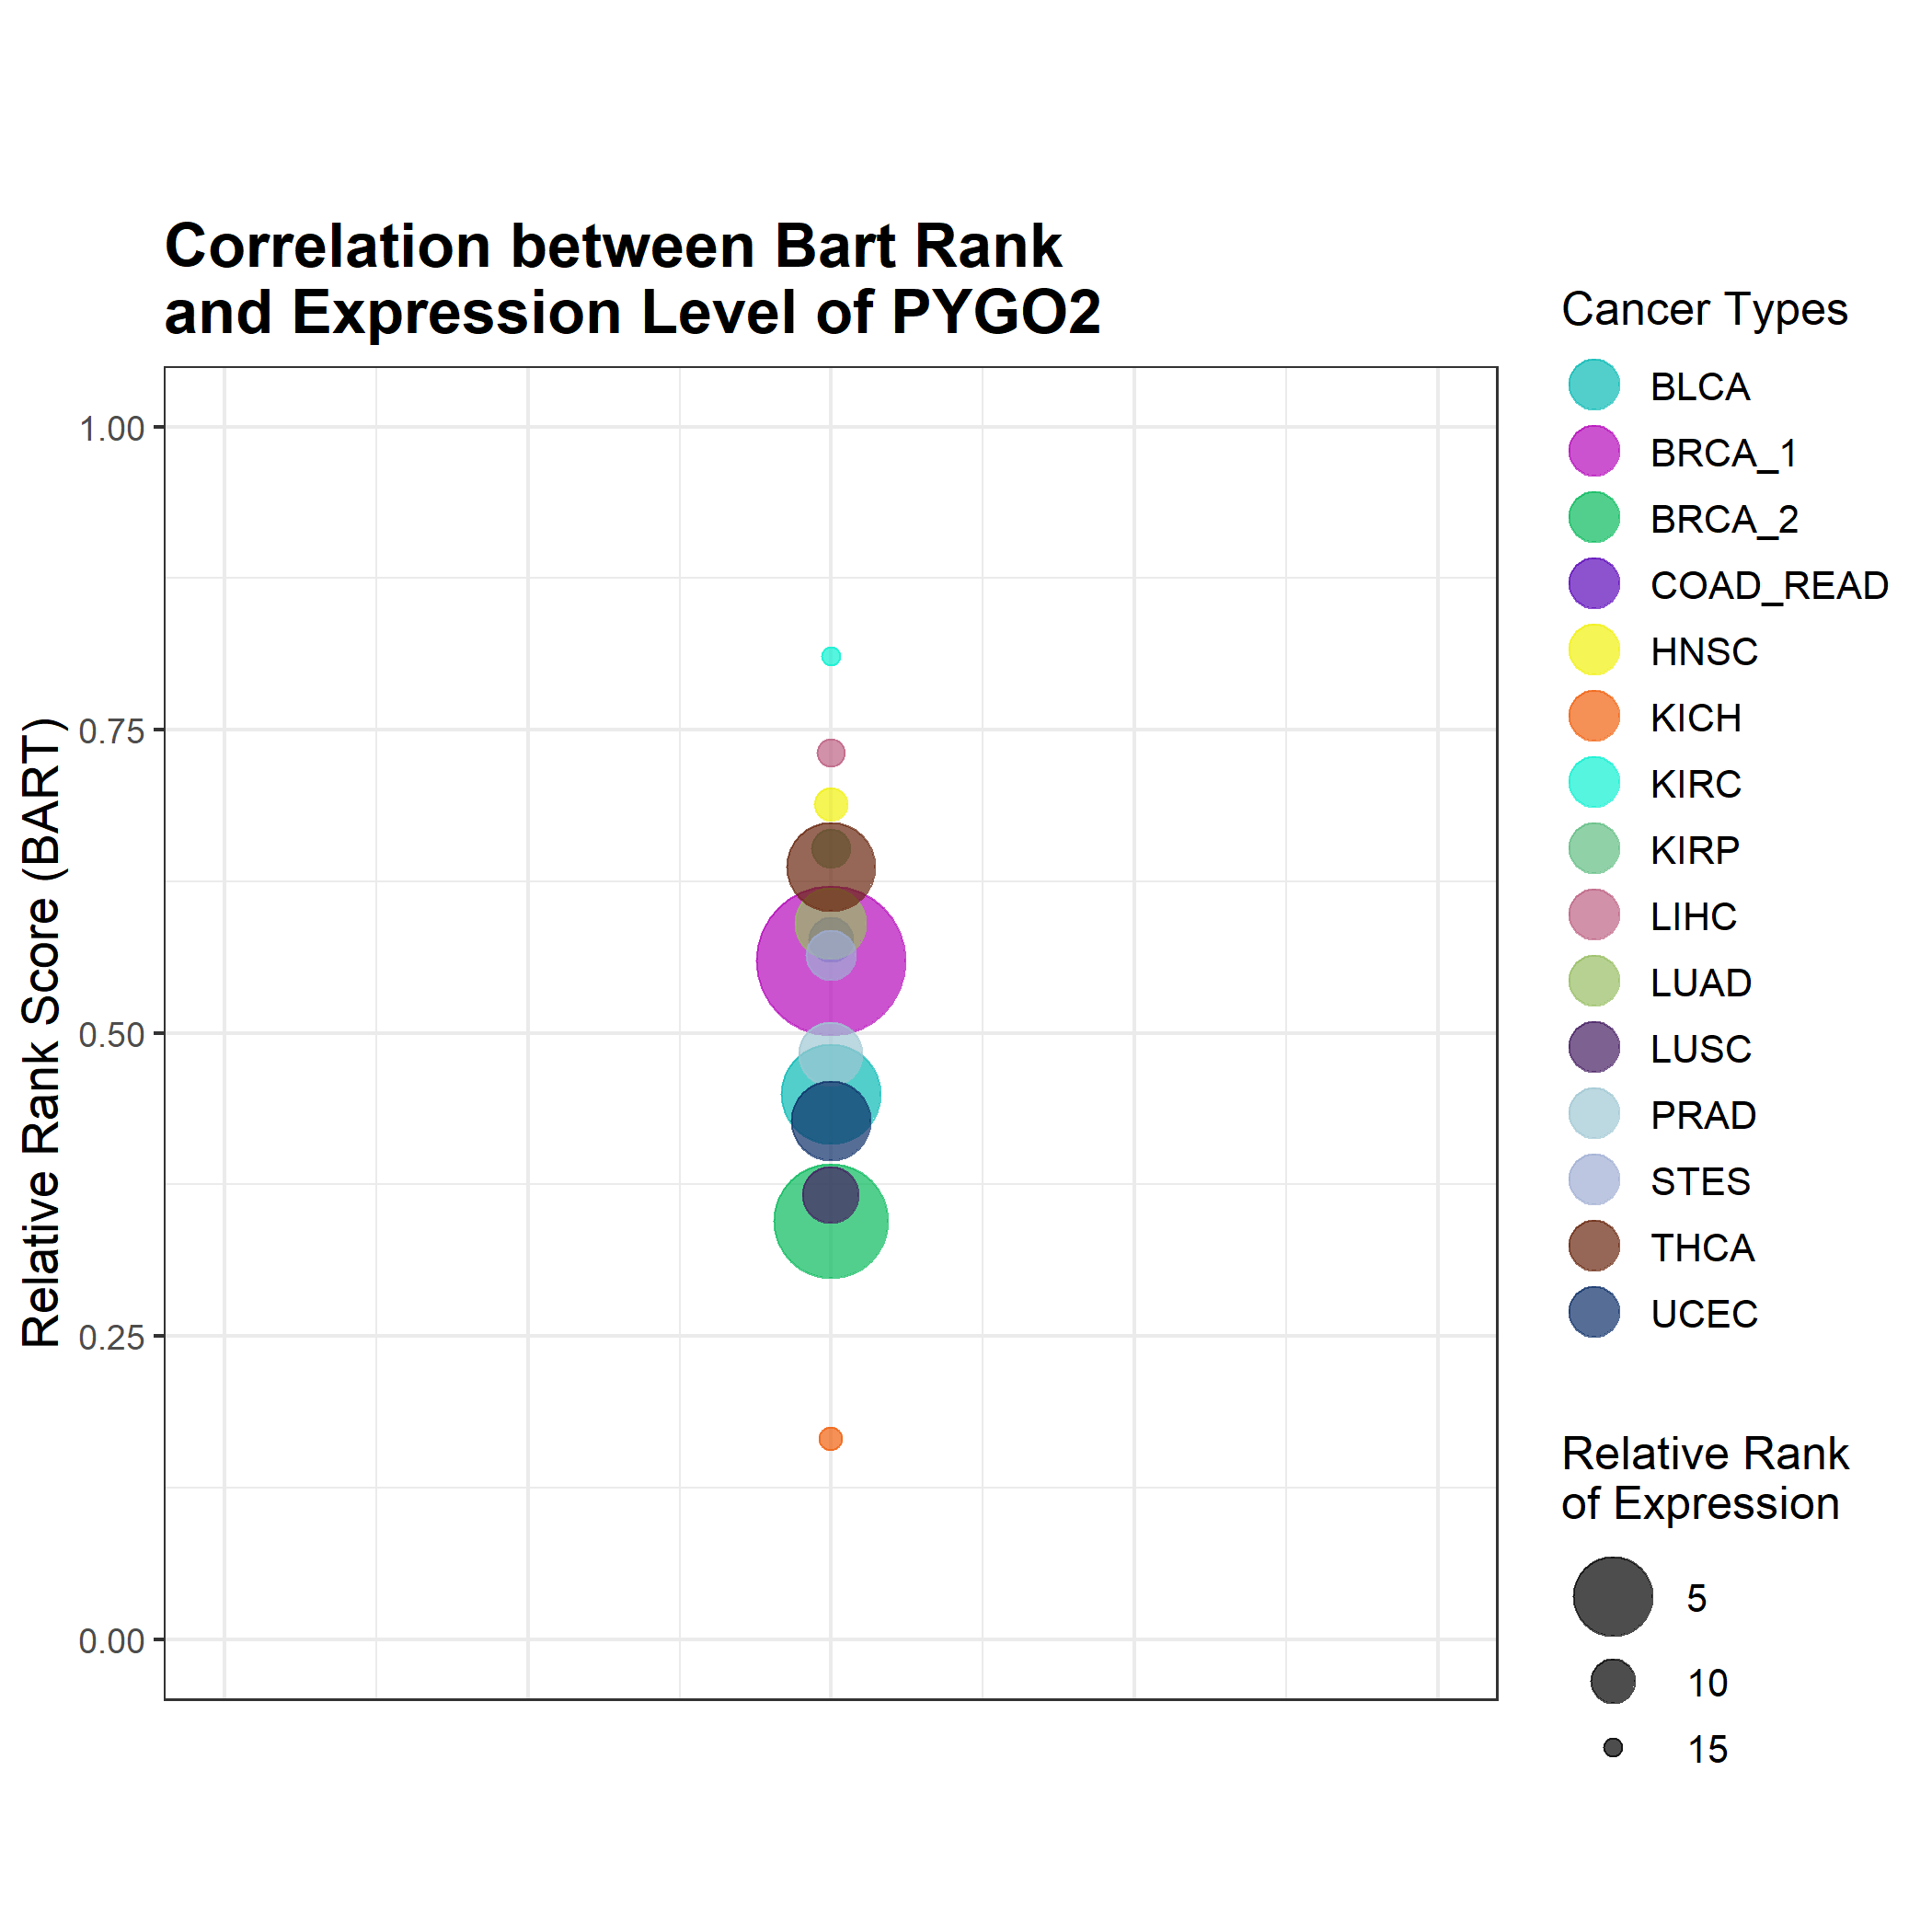 Correlation between Bart Rank
and Expression Level of PYGO2
Relative Rank Score (BART)
1.00
0.75
0.50
0.25
0.00
Cancer Types
BLCA
BRCA_1
BRCA_2
COAD_READ
HNSC
KICH
KIRC
KIRP
LIHC
LUAD
LUSC
PRAD
STES
THCA
UCEC
Relative Rank
of Expression
5
10
15